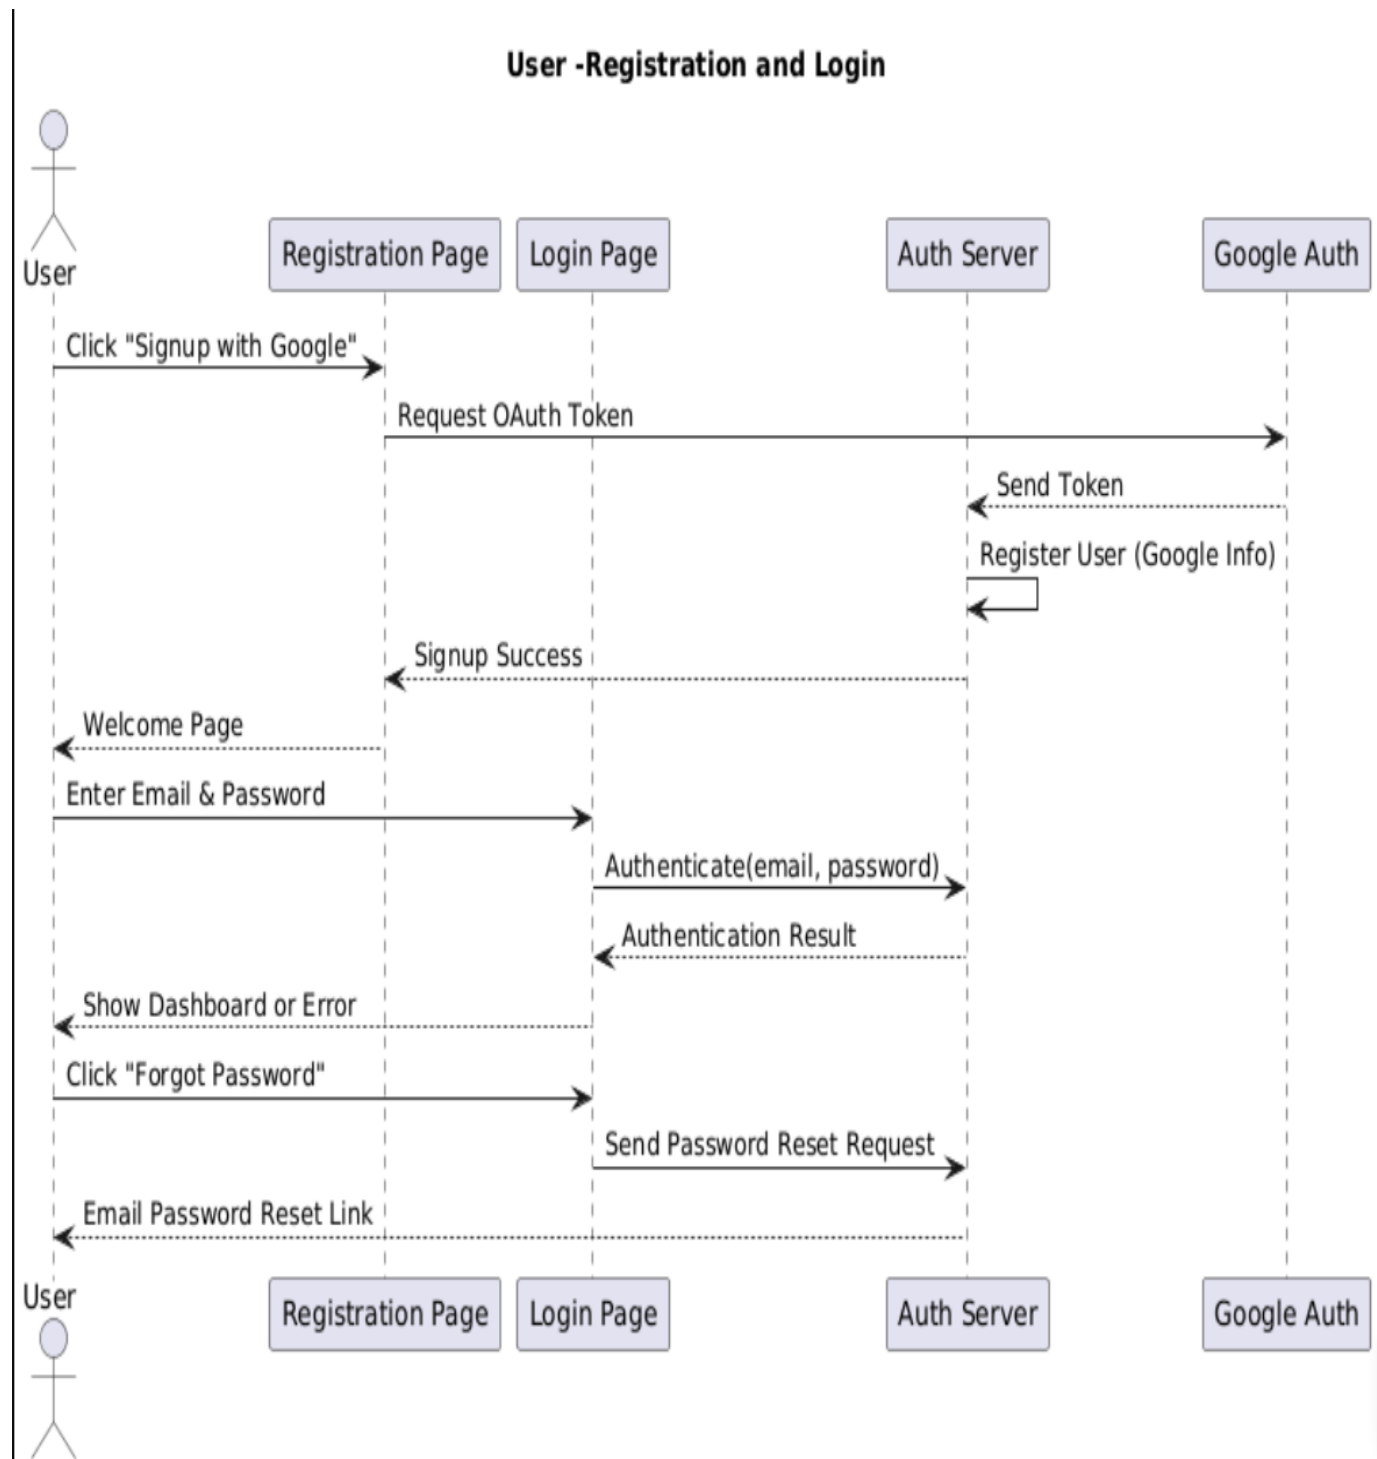 User -Registration and Login
User
Registration Page
Login Page
Auth Server
Google Auth
Click "Signup with Google"
Request OAuth Token
Send Token
Register User (Google Info)
Signup Success
Welcome Page
Enter Email & Password
Authenticate(email, password)
Authentication Result
Show Dashboard or Error
Click "Forgot Password"
Send Password Reset Request
Email Password Reset Link
User
Registration Page
Login Page
Auth Server
Google Auth